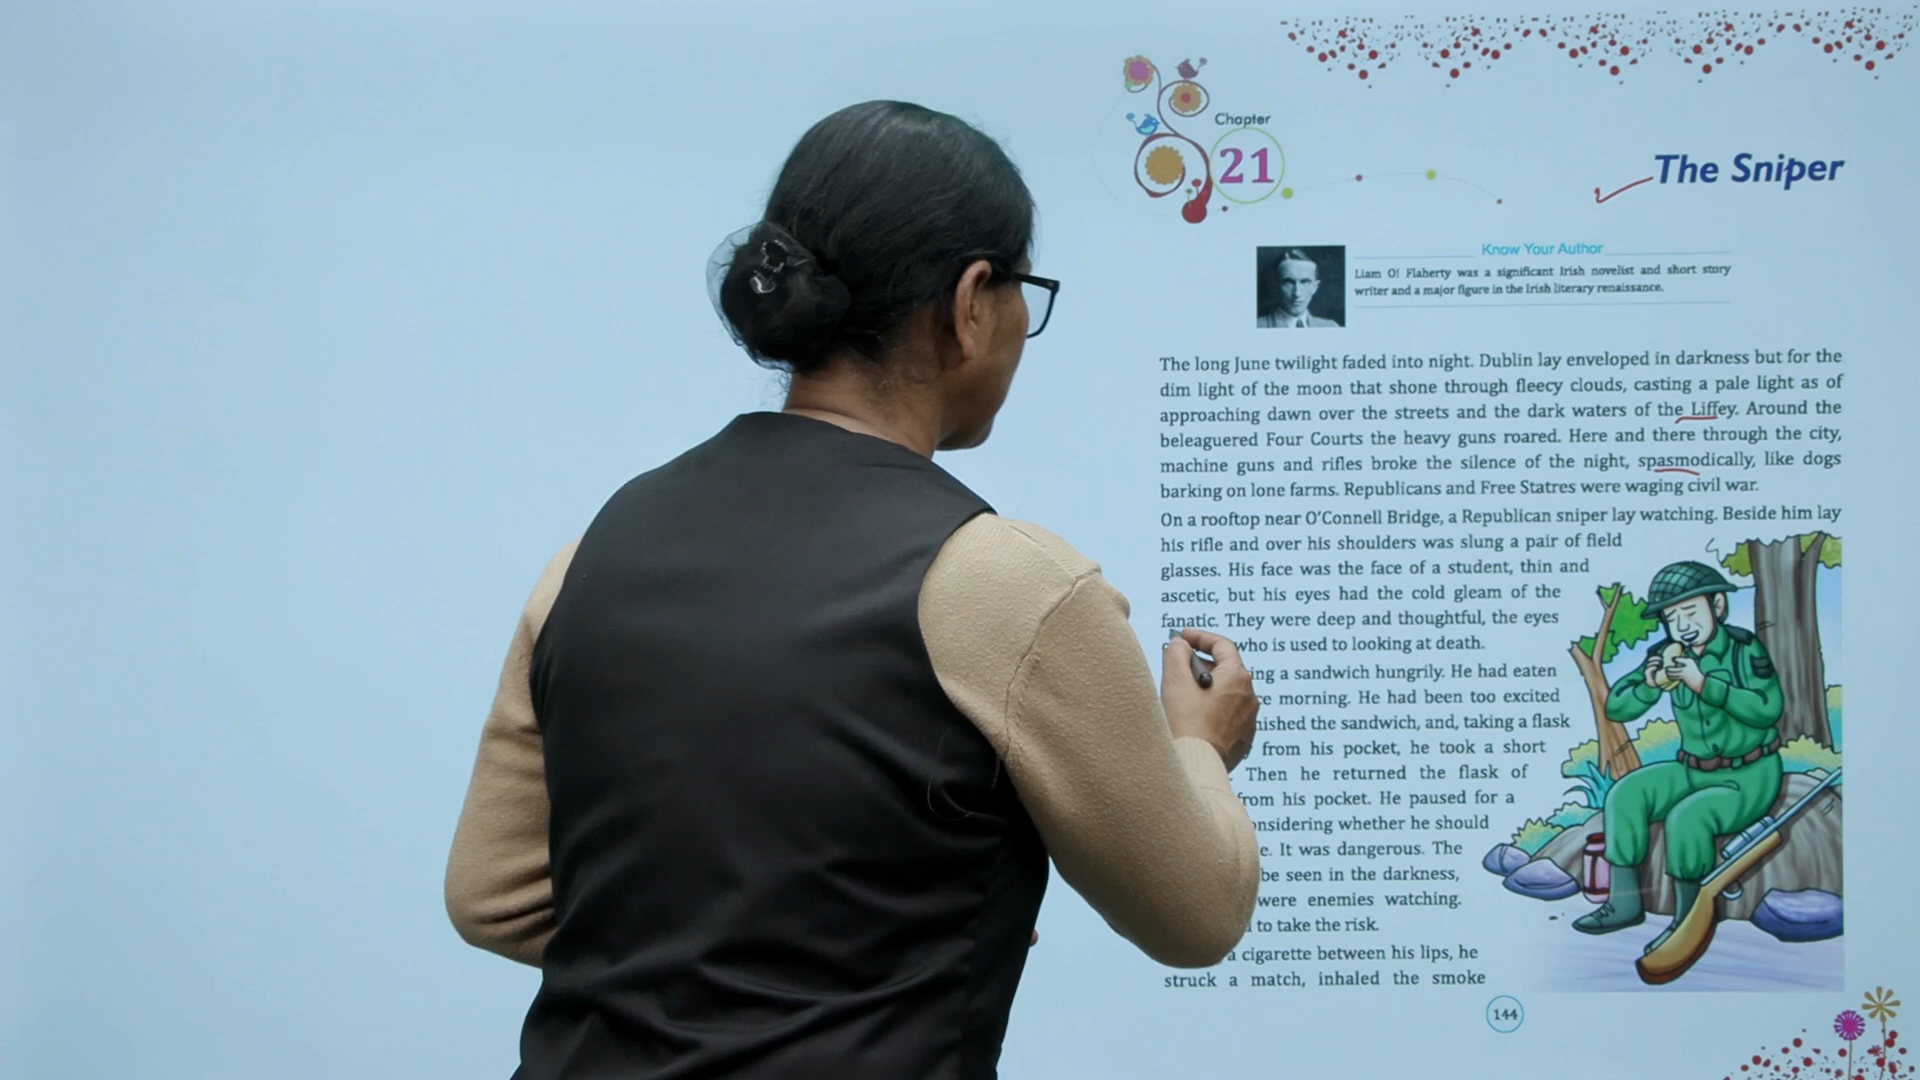 Chapter
21
The Sniper
Know Your Author
Liam O! Flaherty was a significant Irish novelist and short story
writer and a major figure in the Irish literary renaissance.
The long June twilight faded into night. Dublin lay enveloped in darkness but for the
dim light of the moon that shone through fleecy clouds, casting a pale light as of
approaching dawn over the streets and the dark waters of the Liffey. Around the
beleaguered Four Courts the heavy guns roared. Here and there through the city,
machine guns and rifles broke the silence of the night, spasmodically, like dogs
barking on lone farms. Republicans and Free Statres were waging civil war.
On a rooftop near O'Connell Bridge, a Republican sniper lay watching. Beside him lay
his rifle and over his shoulders was slung a pair of field
glasses. His face was the face of a student, thin and
ascetic, but his eyes had the cold gleam of the
fanatic. They were deep and thoughtful, the eyes
who is used to looking at death.
a sandwich hungrily. He had eaten
morning. He had been too excited
the sandwich, and, taking a flask
from his pocket, he took a short
Then he returned the flask of
from his pocket. He paused for a
whether he should
It was dangerous. The
be seen in the darkness,
were enemies watching.
to take the risk.
a cigarette between his lips, he
struck a match, inhaled the smoke
144